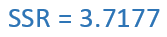 SSR = 3.7177